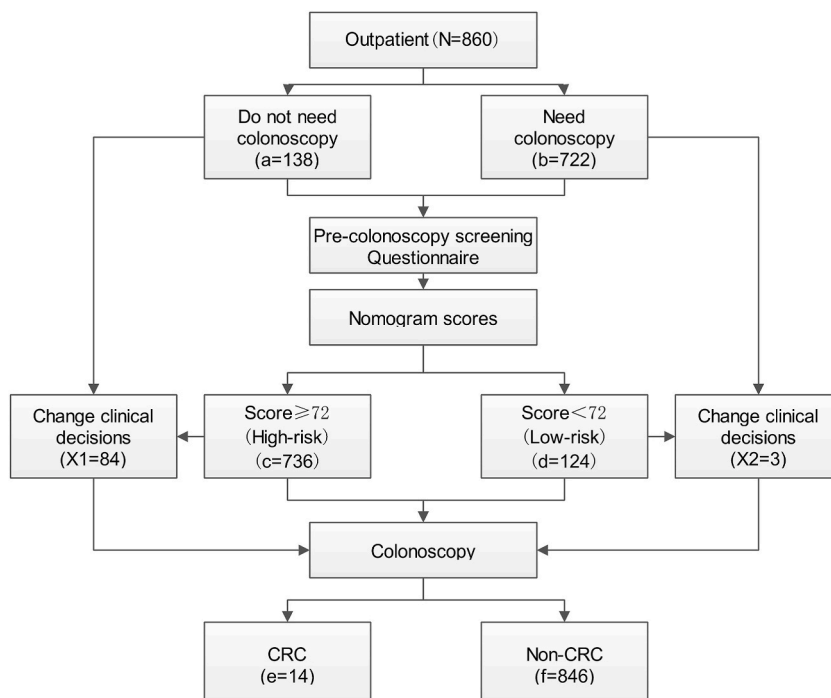 Outpatient（N=860）
Do not need
colonoscopy
(a=138)
Need
colonoscopy
(b=722)
Pre-colonoscopy screening
Questionnaire
Nomogram scores
Change clinical
decisions
(X1=84)
Score≥72
（High-risk）
(c=736)
Score＜72
（Low-risk）
(d=124)
Change clinical
decisions
(X2=3)
Colonoscopy
CRC
(e=14)
Non-CRC
(f=846)